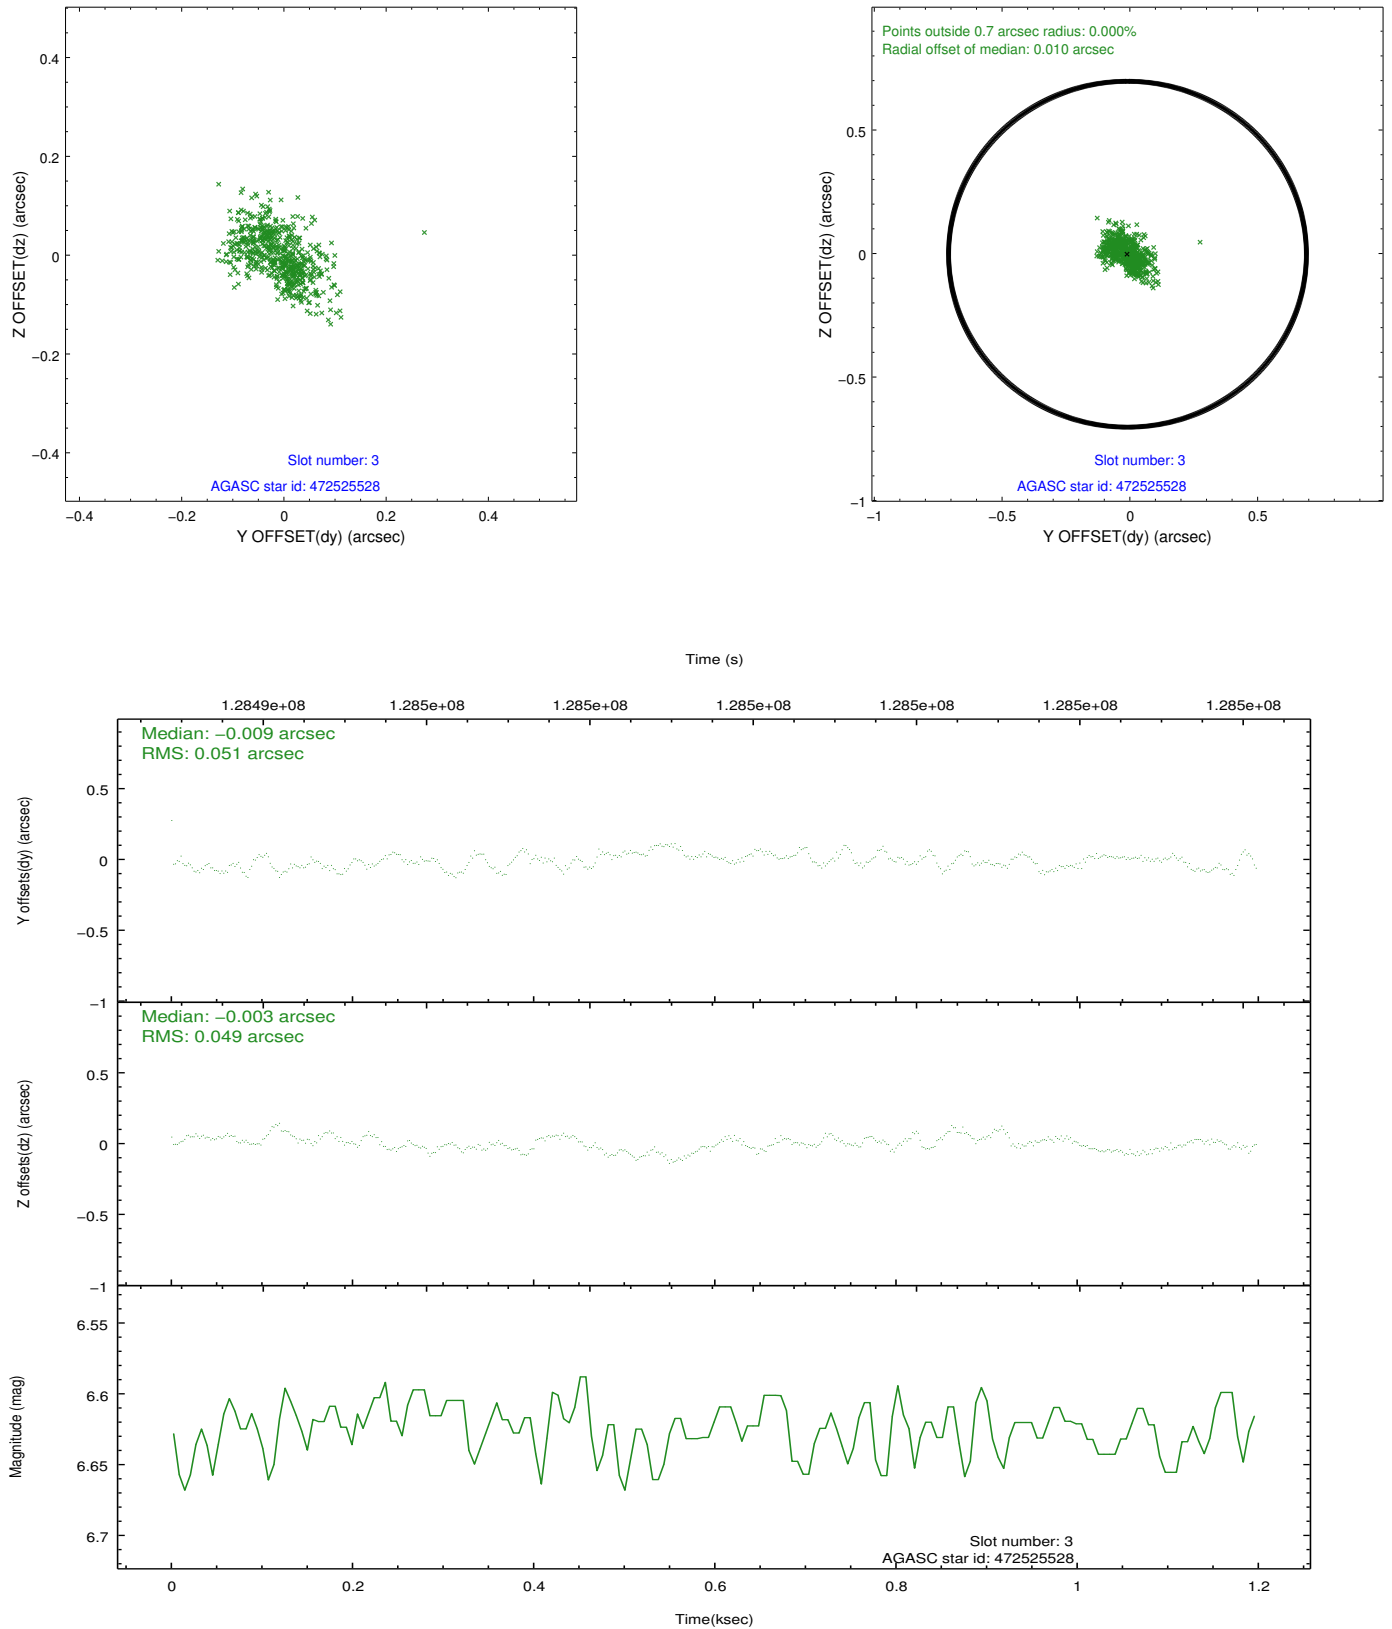 0.4
0.2
0
−0.2
−0.4
−0.4 −0.2 0 0.2 0.4
Z OFFSET(dz) (arcsec)
Y OFFSET(dy) (arcsec)
Slot number: 3
AGASC star id: 472525528
Points outside 0.7 arcsec radius: 0.000%
Radial offset of median: 0.010 arcsec
0.5
0
−0.5
−1
−1 −0.5 0 0.5
Z OFFSET(dz) (arcsec)
Y OFFSET(dy) (arcsec)
Slot number: 3
AGASC star id: 472525528
Time (s)
1.2849e+08 1.285e+08 1.285e+08 1.285e+08 1.285e+08 1.285e+08 1.285e+08
Median: −0.009 arcsec
RMS: 0.051 arcsec
0.5
0
−0.5
−1
Y offsets(dy) (arcsec)
Median: −0.003 arcsec
RMS: 0.049 arcsec
0.5
0
−0.5
−1
Z offsets(dz) (arcsec)
6.55
6.6
6.65
6.7
Magnitude (mag)
Slot number: 3
AGASC star id: 472525528
0 0.2 0.4 0.6 0.8 1 1.2
Time(ksec)